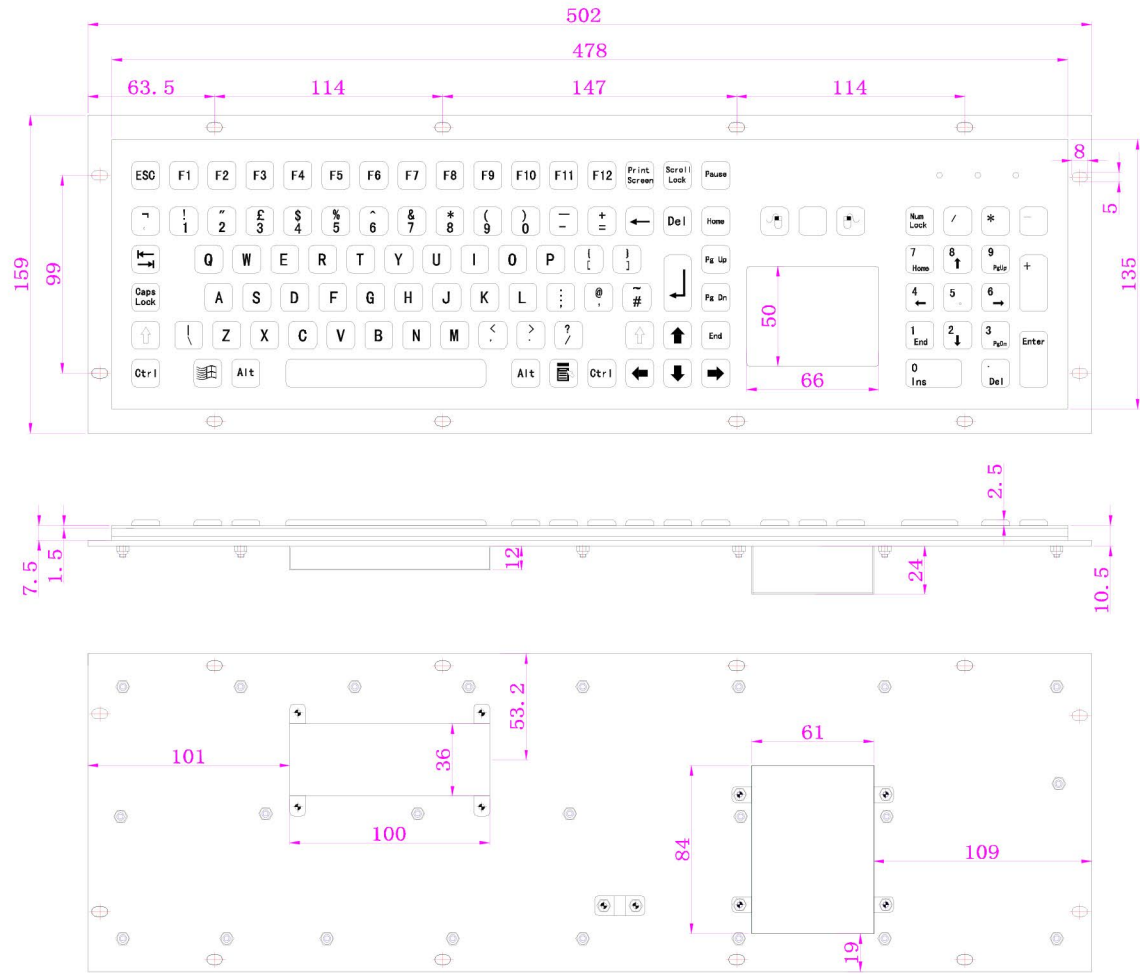 502
478
63.5 114 147 114
159 99 135 8 5
ESC F1 F2 F3 F4 F5 F6 F7 F8 F9 F10 F11 F12 Print Screen Scroll Lock Pause
¬ ! 1 " 2 £ 3 $ 4 % 5 ^ 6 & 7 * 8 ( 9 ) 0 — - + = ← Del Home Num Lock / * —
Q W E R T Y U I O P { [ } ] Pg Up 7 Home 8 ↑ 9 PgUp +
Caps Lock A S D F G H J K L : ; @ ' ~ # Pg Dn 4 ← 5 6 →
⇧ | \ Z X C V B N M < , > . ? / ⇧ ⬆ End 1 End 2 ↓ 3 PgDn Enter
Ctrl Alt Alt Ctrl ⬅ ⬇ ➡ 0 Ins . Del
50
66
2.5
7.5 1.5 12 24 10.5
53.2
101 36 61
100 84 109
19